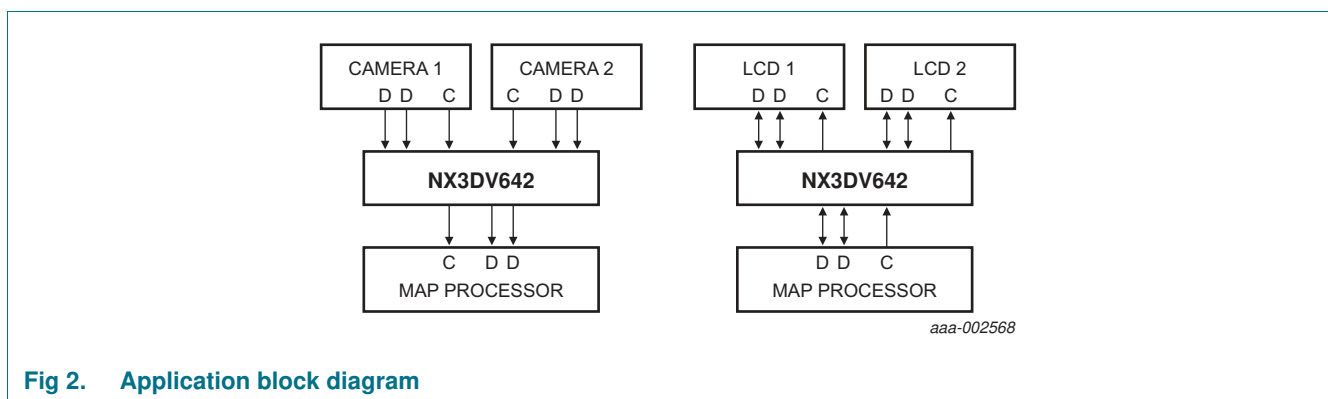 CAMERA 1 CAMERA 2 LCD 1 LCD 2
D D C C D D D D C D D C
NX3DV642 NX3DV642
C D D D D C
MAP PROCESSOR MAP PROCESSOR
aaa-002568
Fig 2. Application block diagram